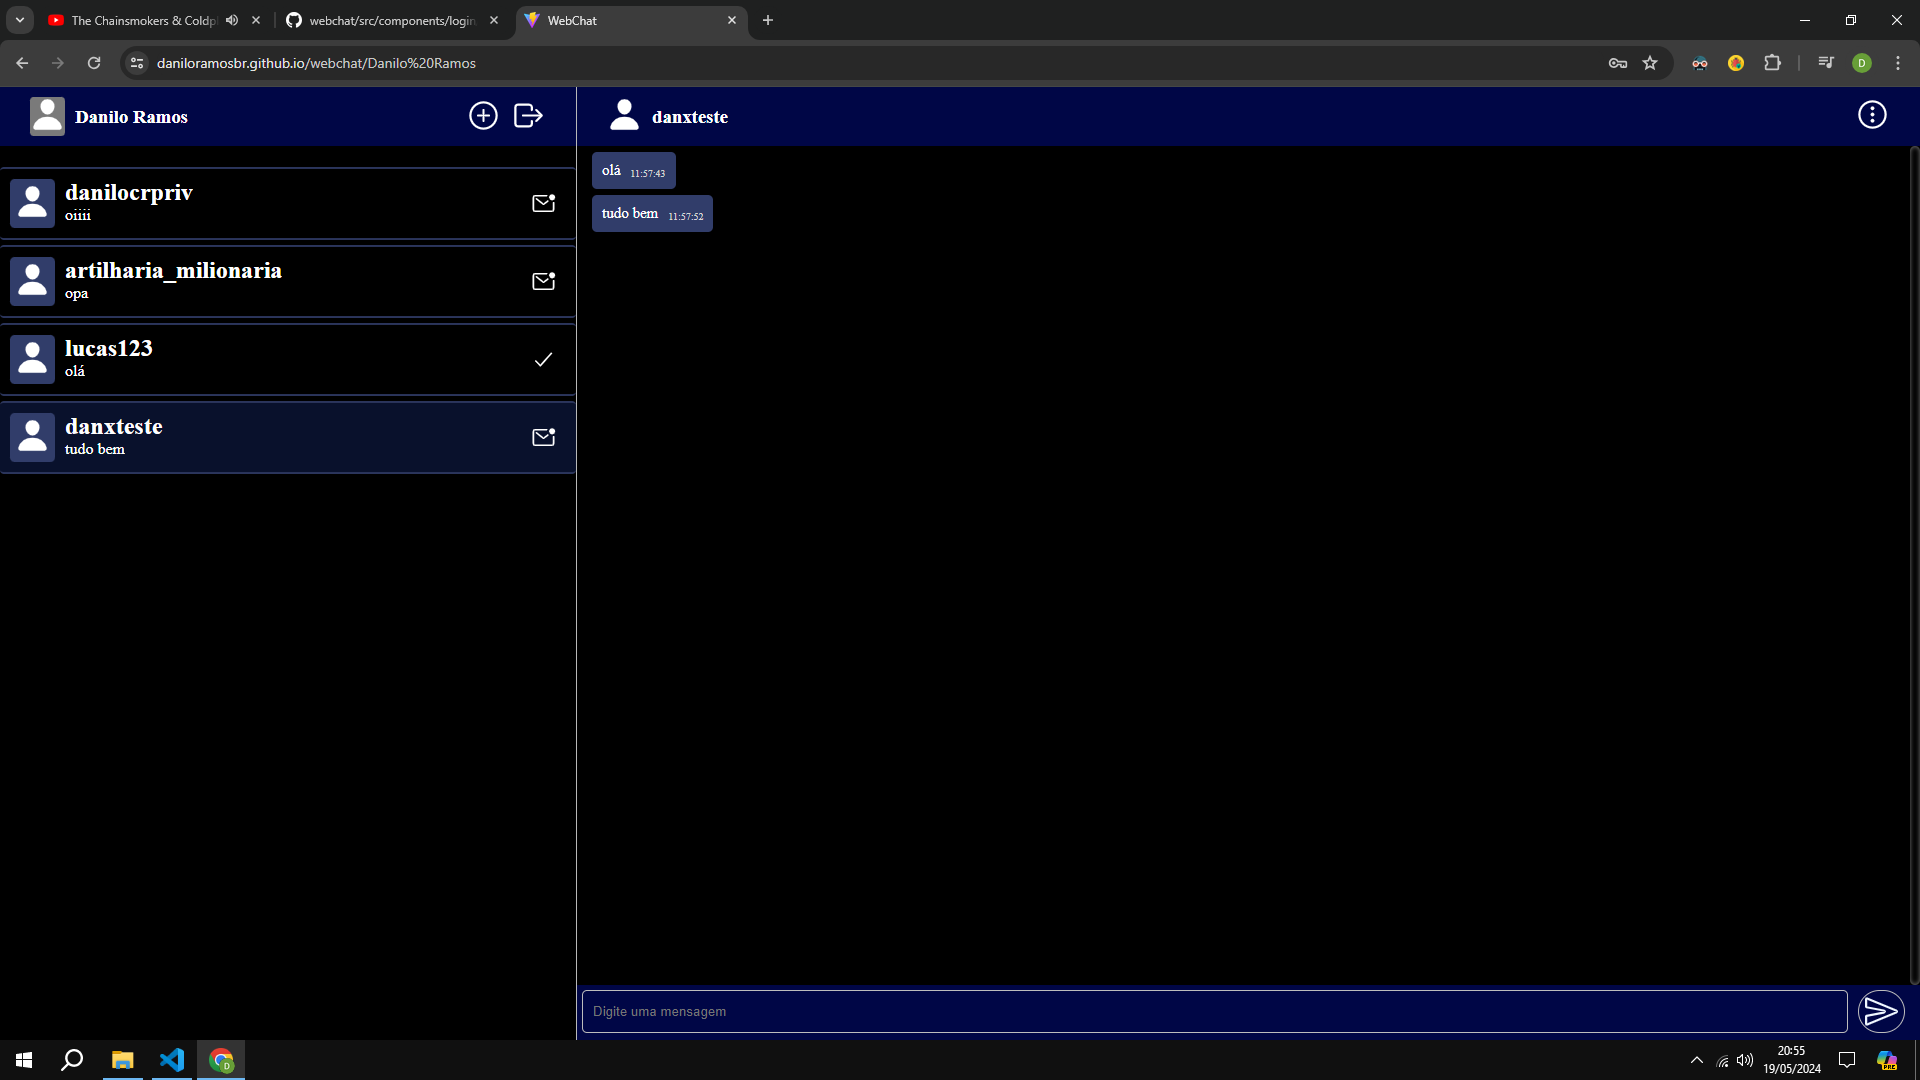 The Chainsmokers & Coldp
webchat/src/components/login
WebChat
daniloramosbr.github.io/webchat/Danilo%20Ramos
D
Danilo Ramos
danilocrpriv
oiiii
artilharia_milionaria
opa
lucas123
olá
danxteste
tudo bem
danxteste
olá 11:57:43
tudo bem 11:57:52
Digite uma mensagem
D
20:55
19/05/2024
PRE